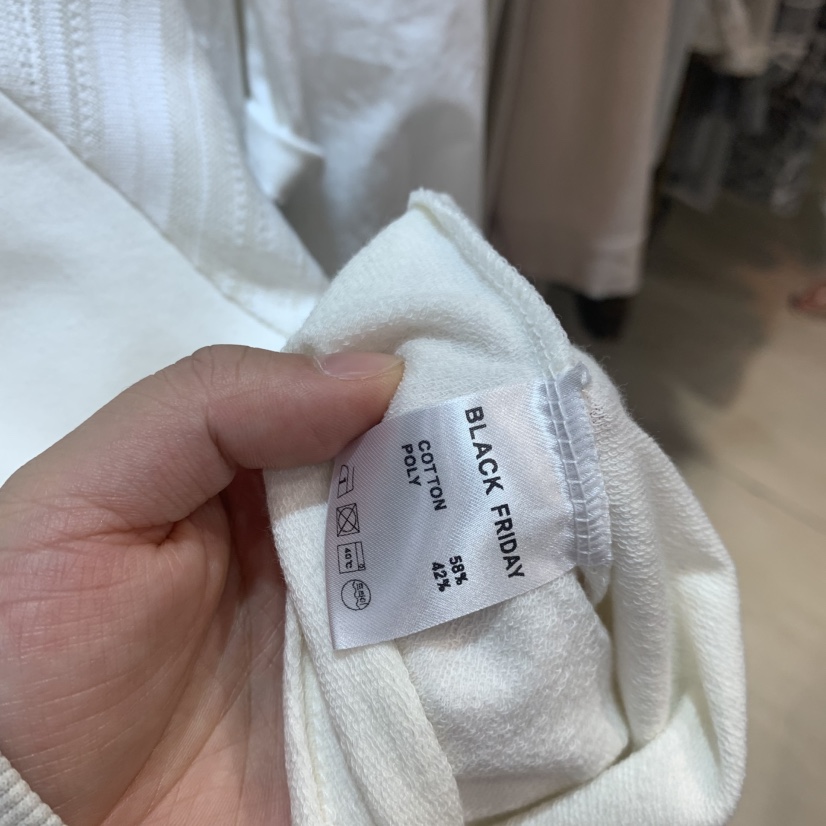 BLACK FRIDAY
COTTON 58%
POLY 42%
40℃